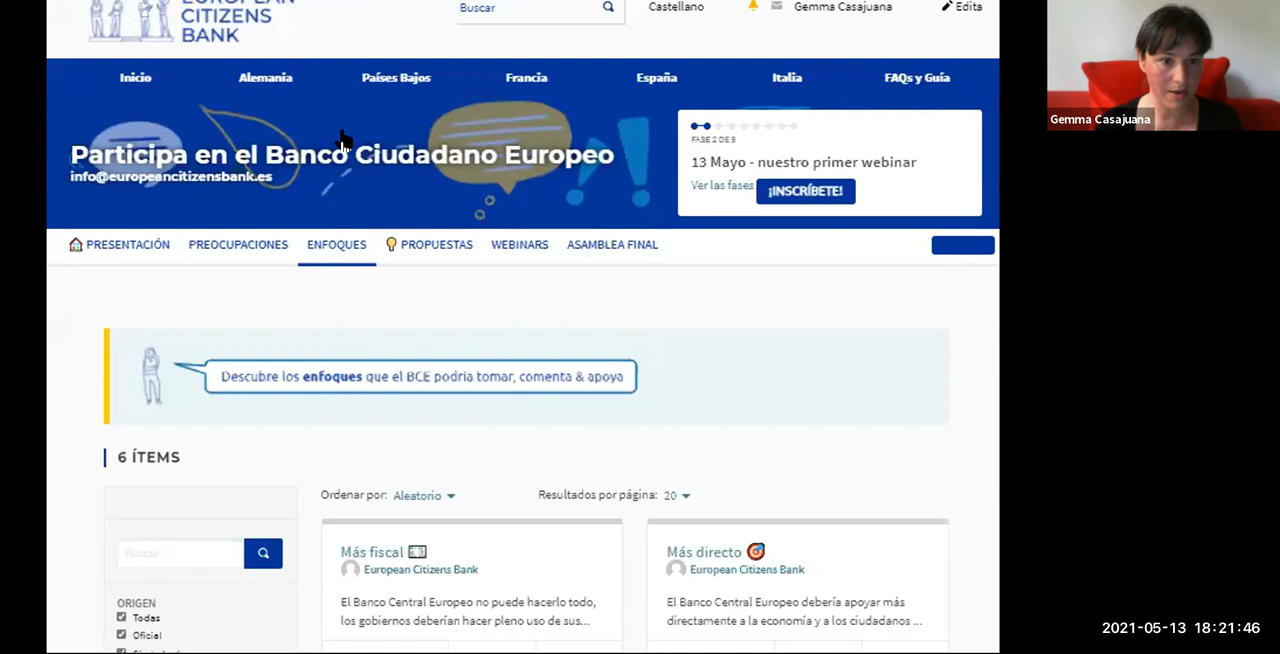 EUROPEAN
CITIZENS
BANK
Buscar
Castellano
Gemma Casajuana
Edita
Inicio
Alemania
Países Bajos
Francia
España
Italia
FAQs y Guía
Participa en el Banco Ciudadano Europeo
info@europeancitizensbank.es
FASE 2 DE 9
13 Mayo - nuestro primer webinar
Ver las fases
¡INSCRÍBETE!
PRESENTACIÓN
PREOCUPACIONES
ENFOQUES
PROPUESTAS
WEBINARS
ASAMBLEA FINAL
Descubre los enfoques que el BCE podría tomar, comenta & apoya
6 ÍTEMS
Ordenar por: Aleatorio
Resultados por página: 20
Buscar
ORIGEN
Todas
Oficial
Más fiscal
European Citizens Bank
El Banco Central Europeo no puede hacerlo todo,
los gobiernos deberían hacer pleno uso de sus...
Más directo
European Citizens Bank
El Banco Central Europeo debería apoyar más
directamente a la economía y a los ciudadanos ...
Gemma Casajuana
2021-05-13 18:21:46